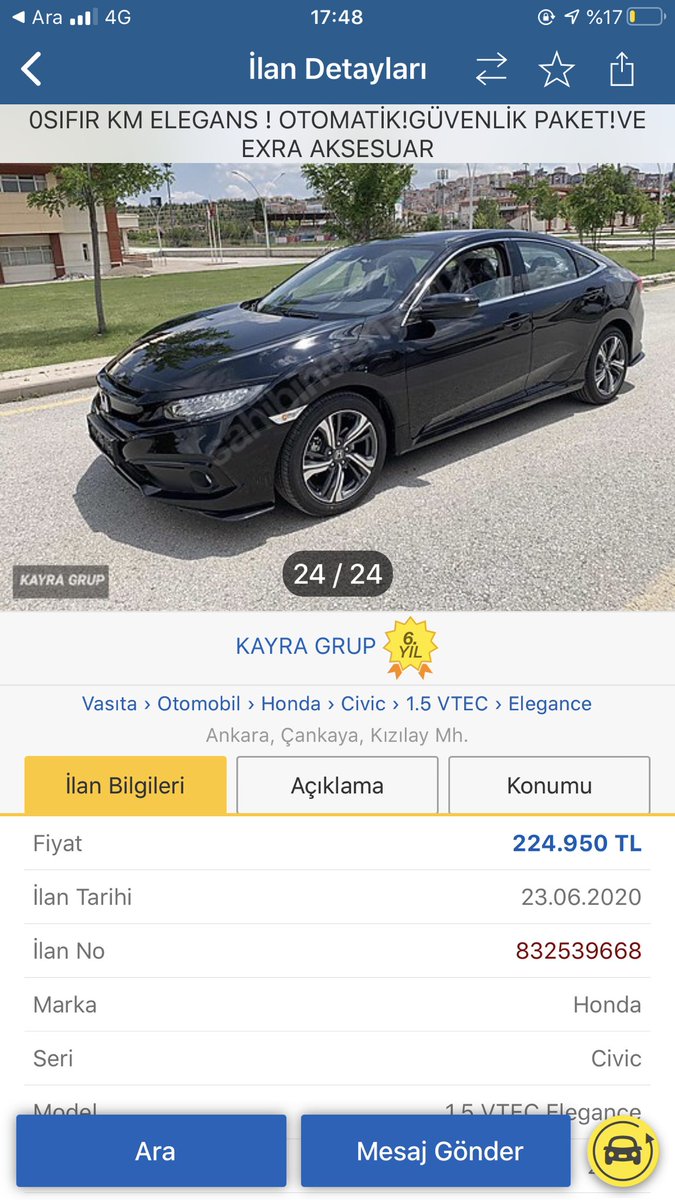 Ara 4G 17:48 %17
İlan Detayları
0SIFIR KM ELEGANS ! OTOMATİK!GÜVENLİK PAKET!VE
EXRA AKSESUAR
sahibinden
KAYRA GRUP
24 / 24
KAYRA GRUP 6. YIL
Vasıta › Otomobil › Honda › Civic › 1.5 VTEC › Elegance
Ankara, Çankaya, Kızılay Mh.
İlan Bilgileri Açıklama Konumu
Fiyat 224.950 TL
İlan Tarihi 23.06.2020
İlan No 832539668
Marka Honda
Seri Civic
Model 1.5 VTEC Elegance
Ara Mesaj Gönder